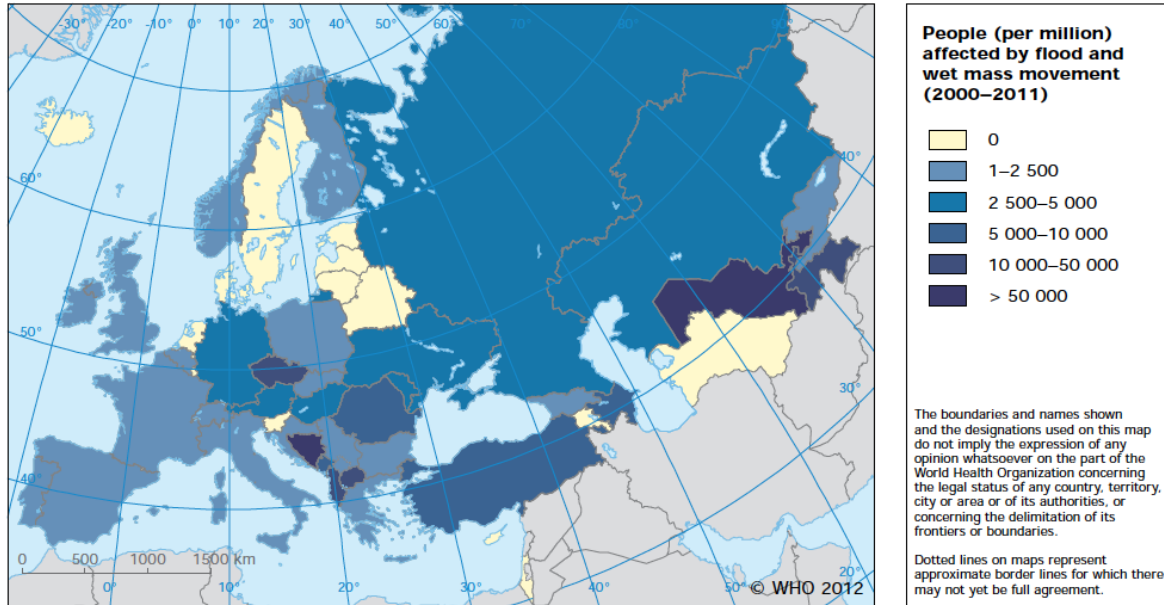 -30° -20° -10° 0° 10° 20° 30° 40° 50° 60° 70° 80° 90°
60°
50°
40°
40°
30°
20°
0 500 1000 1500 Km
0° 10° 20° 30° 40° 50°
© WHO 2012
People (per million)
affected by flood and
wet mass movement
(2000–2011)
0
1–2 500
2 500–5 000
5 000–10 000
10 000–50 000
> 50 000
The boundaries and names shown
and the designations used on this map
do not imply the expression of any
opinion whatsoever on the part of the
World Health Organization concerning
the legal status of any country, territory,
city or area or of its authorities, or
concerning the delimitation of its
frontiers or boundaries.
Dotted lines on maps represent
approximate border lines for which there
may not yet be full agreement.